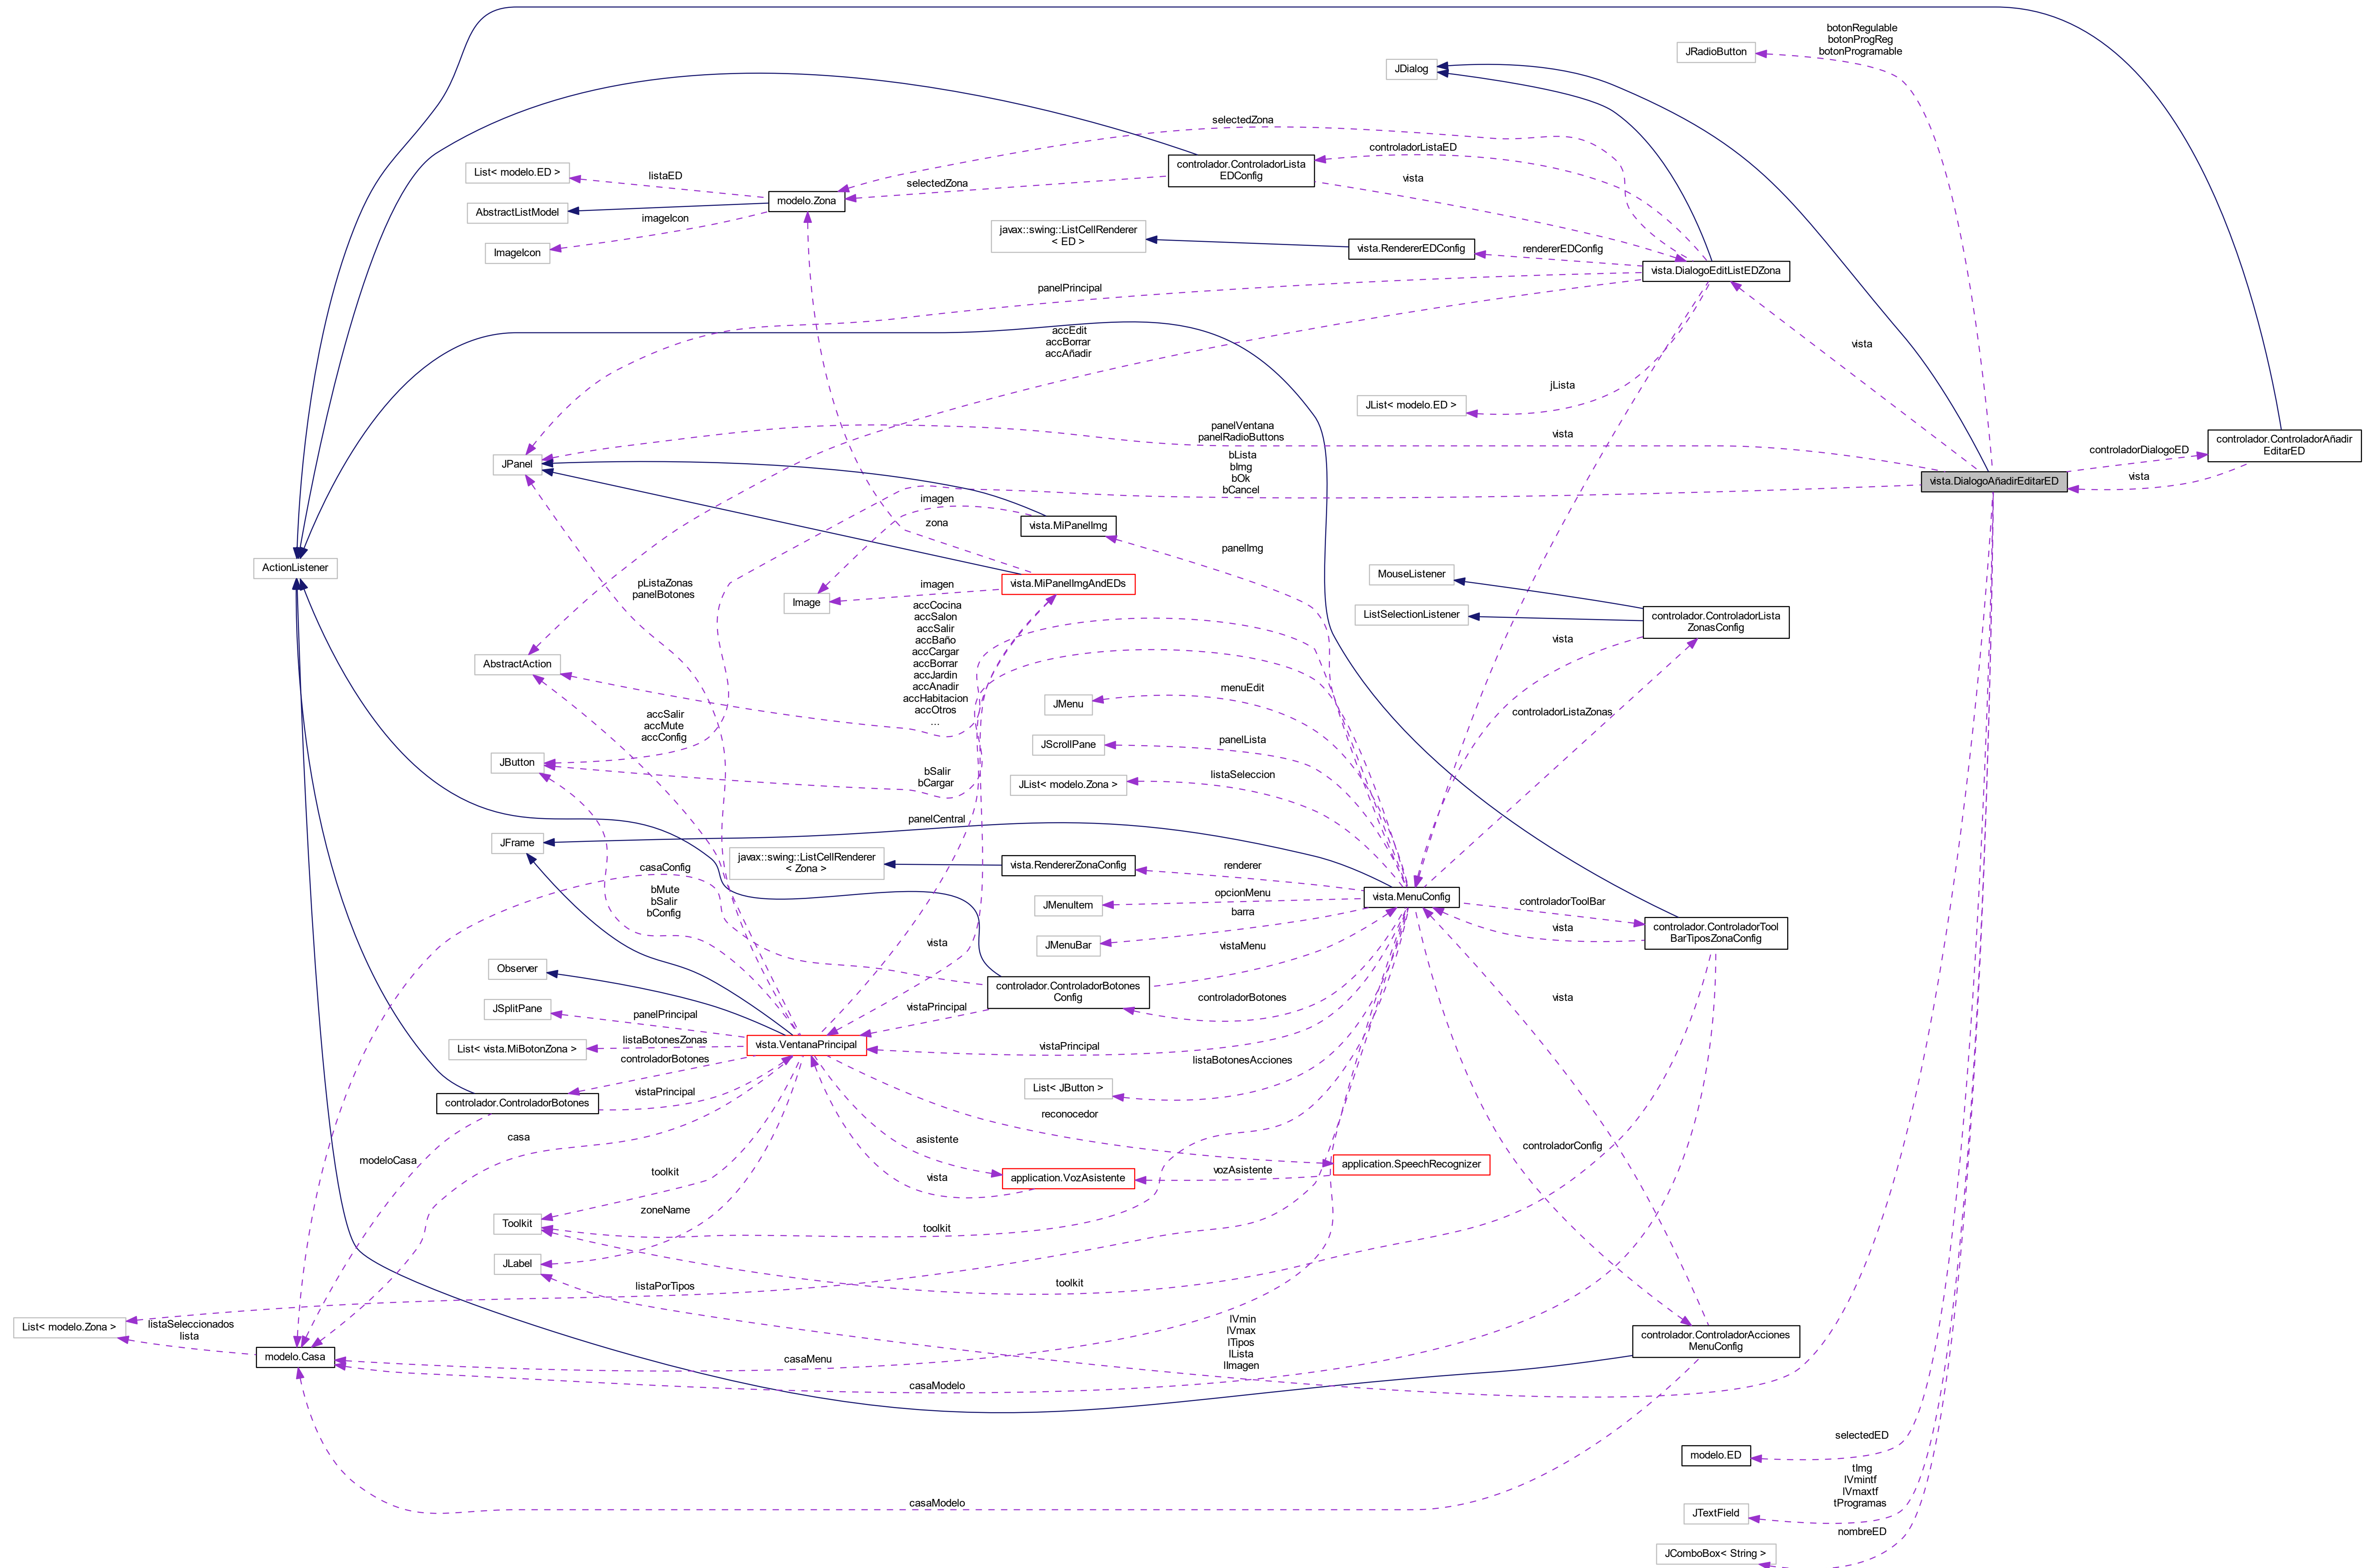 botonRegulable
botonProgReg
botonProgramable
JRadioButton
JDialog
selectedZona
controladorListaED
controlador.ControladorLista
EDConfig
List< modelo.ED >
listaED
selectedZona
vista
modelo.Zona
AbstractListModel
imageIcon
ImageIcon
javax::swing::ListCellRenderer
< ED >
vista.RendererEDConfig
rendererEDConfig
vista.DialogoEditListEDZona
panelPrincipal
accEdit
accBorrar
accAñadir
vista
jLista
JList< modelo.ED >
panelVentana
panelRadioButtons
vista
controlador.ControladorAñadir
EditarED
controladorDialogoED
bLista
bImg
bOk
bCancel
JPanel
vista
vista.DialogoAñadirEditarED
imagen
zona
vista.MiPanelImg
panelImg
ActionListener
pListaZonas
panelBotones
imagen
vista.MiPanelImgAndEDs
Image
MouseListener
ListSelectionListener
controlador.ControladorLista
ZonasConfig
accCocina
accSalon
accSalir
accBaño
accCargar
accBorrar
accJardin
accAnadir
accHabitacion
accOtros
...
vista
AbstractAction
menuEdit
JMenu
accSalir
accMute
accConfig
controladorListaZonas
panelLista
JScrollPane
JButton
bSalir
bCargar
listaSeleccion
JList< modelo.Zona >
panelCentral
JFrame
javax::swing::ListCellRenderer
< Zona >
vista.RendererZonaConfig
renderer
casaConfig
bMute
bSalir
bConfig
vista.MenuConfig
opcionMenu
JMenuItem
controladorToolBar
barra
JMenuBar
vista
vistaMenu
vista
controlador.ControladorTool
BarTiposZonaConfig
Observer
controlador.ControladorBotones
Config
controladorBotones
vista
JSplitPane
panelPrincipal
vistaPrincipal
List< vista.MiBotonZona >
listaBotonesZonas
vista.VentanaPrincipal
vistaPrincipal
controladorBotones
listaBotonesAcciones
List< JButton >
vistaPrincipal
controlador.ControladorBotones
reconocedor
casa
asistente
controladorConfig
modeloCasa
toolkit
vista
application.VozAsistente
vozAsistente
application.SpeechRecognizer
zoneName
Toolkit
toolkit
JLabel
listaPorTipos
toolkit
List< modelo.Zona >
listaSeleccionados
lista
modelo.Casa
casaMenu
lVmin
lVmax
lTipos
lLista
lImagen
controlador.ControladorAcciones
MenuConfig
casaModelo
selectedED
modelo.ED
tImg
lVmintf
lVmaxtf
tProgramas
casaModelo
JTextField
nombreED
JComboBox< String >